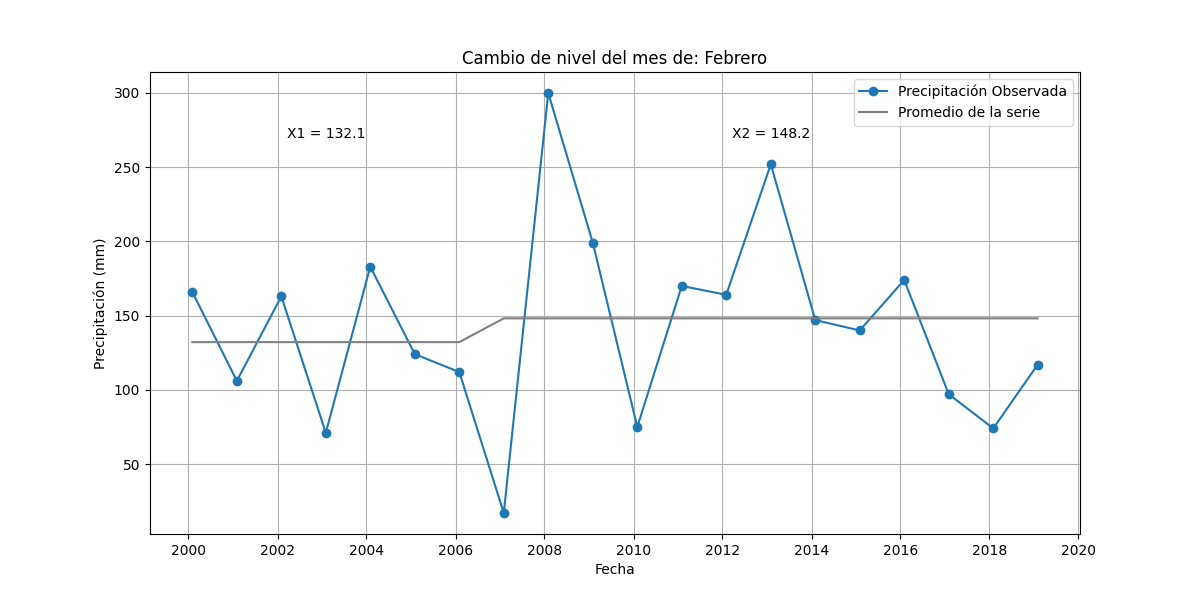 Cambio de nivel del mes de: Febrero
Precipitación Observada
Promedio de la serie
X1 = 132.1
X2 = 148.2
Precipitación (mm)
300
250
200
150
100
50
2000 2002 2004 2006 2008 2010 2012 2014 2016 2018 2020
Fecha